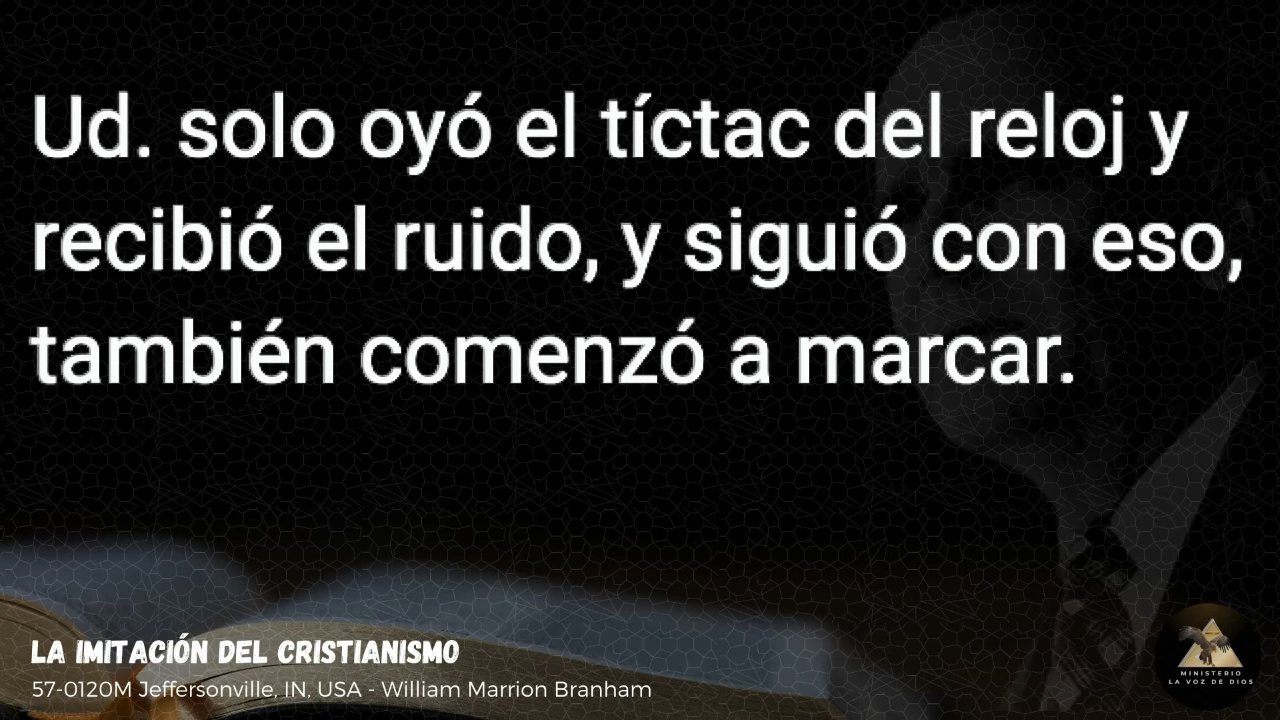 Ud. solo oyó el tíctac del reloj y
recibió el ruido, y siguió con eso,
también comenzó a marcar.
LA IMITACIÓN DEL CRISTIANISMO
57-0120M Jeffersonville, IN, USA - William Marrion Branham
MINISTERIO
LA VOZ DE DIOS